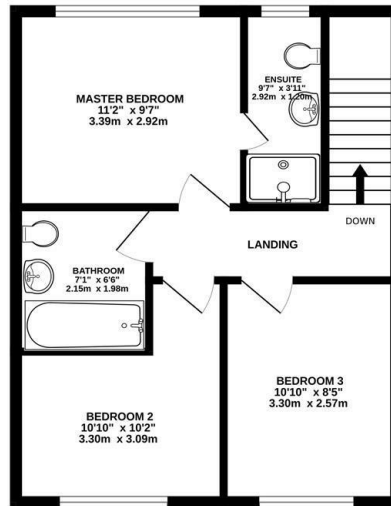 MASTER BEDROOM
11'2" x 9'7"
3.39m x 2.92m
ENSUITE
9'7" x 3'11"
2.92m x 1.20m
DOWN
LANDING
BATHROOM
7'1" x 6'6"
2.15m x 1.98m
BEDROOM 2
10'10" x 10'2"
3.30m x 3.09m
BEDROOM 3
10'10" x 8'5"
3.30m x 2.57m